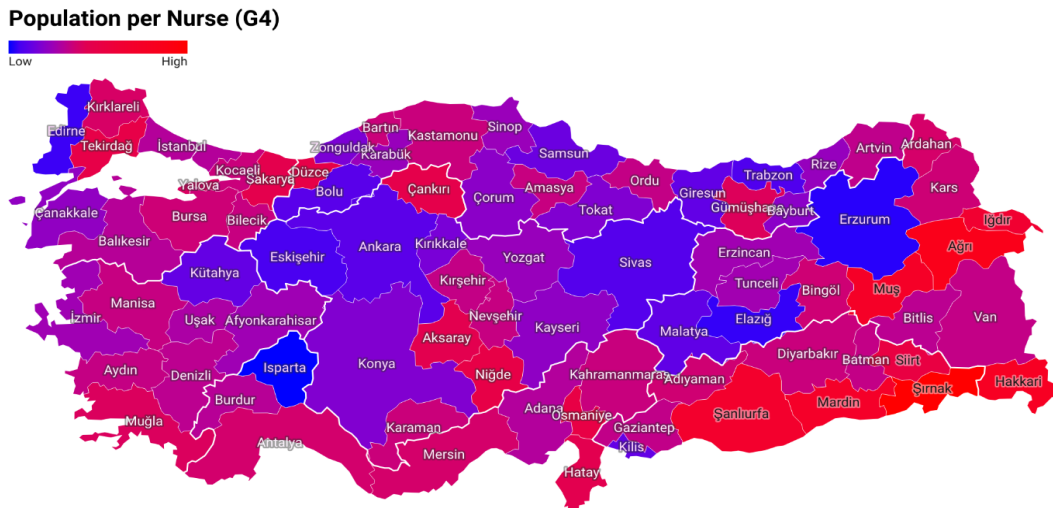 Population per Nurse (G4)
Low High
Kırklareli
Edirne
Tekirdağ
İstanbul
Kocaeli
Yalova
Sakarya
Düzce
Zonguldak
Bartın
Karabük
Kastamonu
Sinop
Samsun
Bolu
Çankırı
Çorum
Amasya
Ordu
Tokat
Giresun
Trabzon
Gümüşhane
Bayburt
Rize
Artvin
Ardahan
Kars
Erzurum
Iğdır
Ağrı
Çanakkale
Balıkesir
Bursa
Bilecik
Kütahya
Eskişehir
Ankara
Kırıkkale
Yozgat
Sivas
Erzincan
Tunceli
Bingöl
Muş
Bitlis
Van
Manisa
İzmir
Uşak
Afyonkarahisar
Kırşehir
Nevşehir
Aksaray
Kayseri
Malatya
Elazığ
Aydın
Denizli
Isparta
Burdur
Konya
Niğde
Kahramanmaraş
Adıyaman
Diyarbakır
Batman
Siirt
Şırnak
Hakkari
Muğla
Antalya
Karaman
Mersin
Adana
Osmaniye
Gaziantep
Kilis
Hatay
Şanlıurfa
Mardin